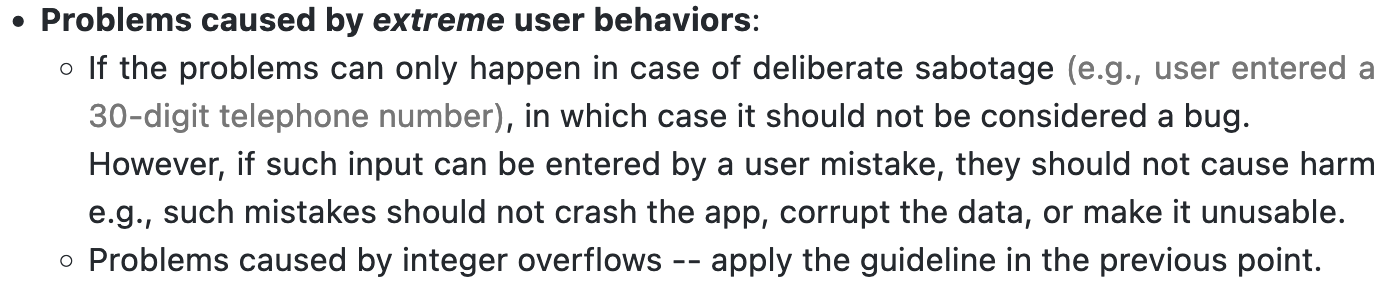 • Problems caused by extreme user behaviors:
○ If the problems can only happen in case of deliberate sabotage (e.g., user entered a
30-digit telephone number), in which case it should not be considered a bug.
However, if such input can be entered by a user mistake, they should not cause harm
e.g., such mistakes should not crash the app, corrupt the data, or make it unusable.
○ Problems caused by integer overflows -- apply the guideline in the previous point.